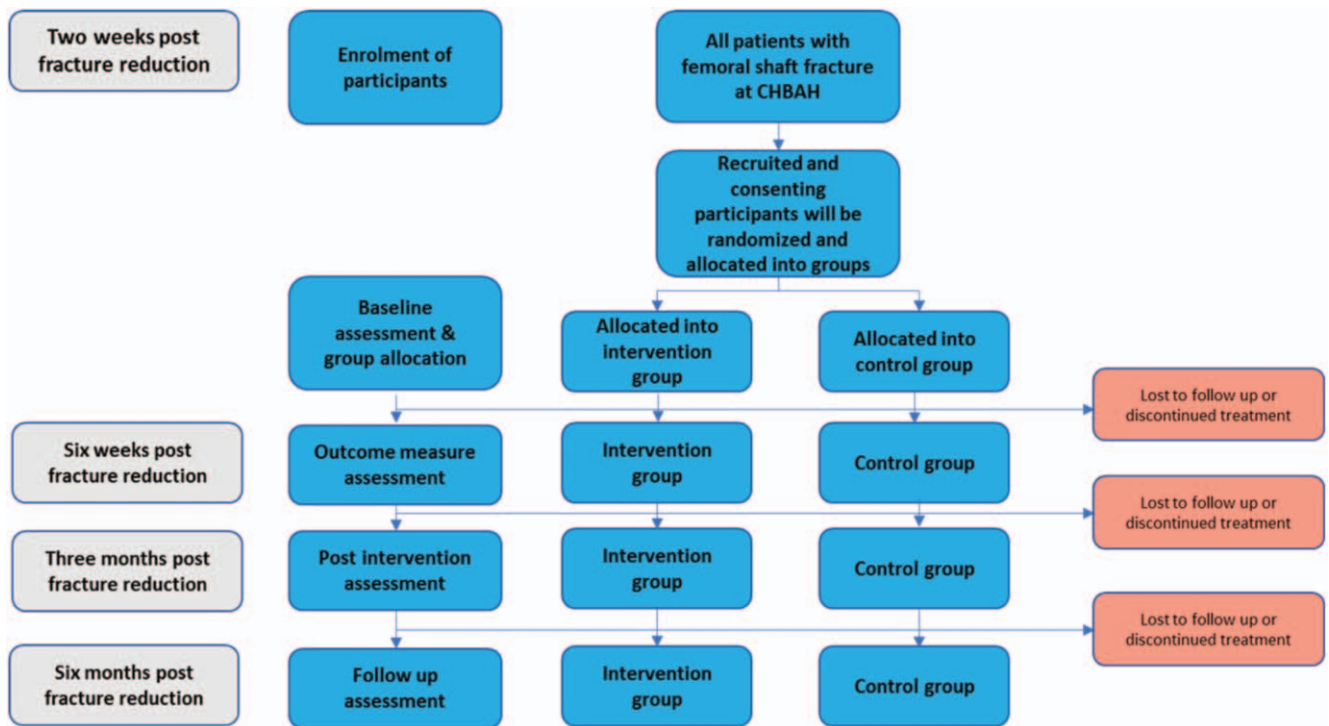 Two weeks post
fracture reduction
Enrolment of
participants
All patients with
femoral shaft fracture
at CHBAH
Recruited and
consenting
participants will be
randomized and
allocated into groups
Baseline
assessment &
group allocation
Allocated into
intervention
group
Allocated into
control group
Lost to follow up or
discontinued treatment
Six weeks post
fracture reduction
Outcome measure
assessment
Intervention
group
Control group
Lost to follow up or
discontinued treatment
Three months post
fracture reduction
Post intervention
assessment
Intervention
group
Control group
Lost to follow up or
discontinued treatment
Six months post
fracture reduction
Follow up
assessment
Intervention
group
Control group